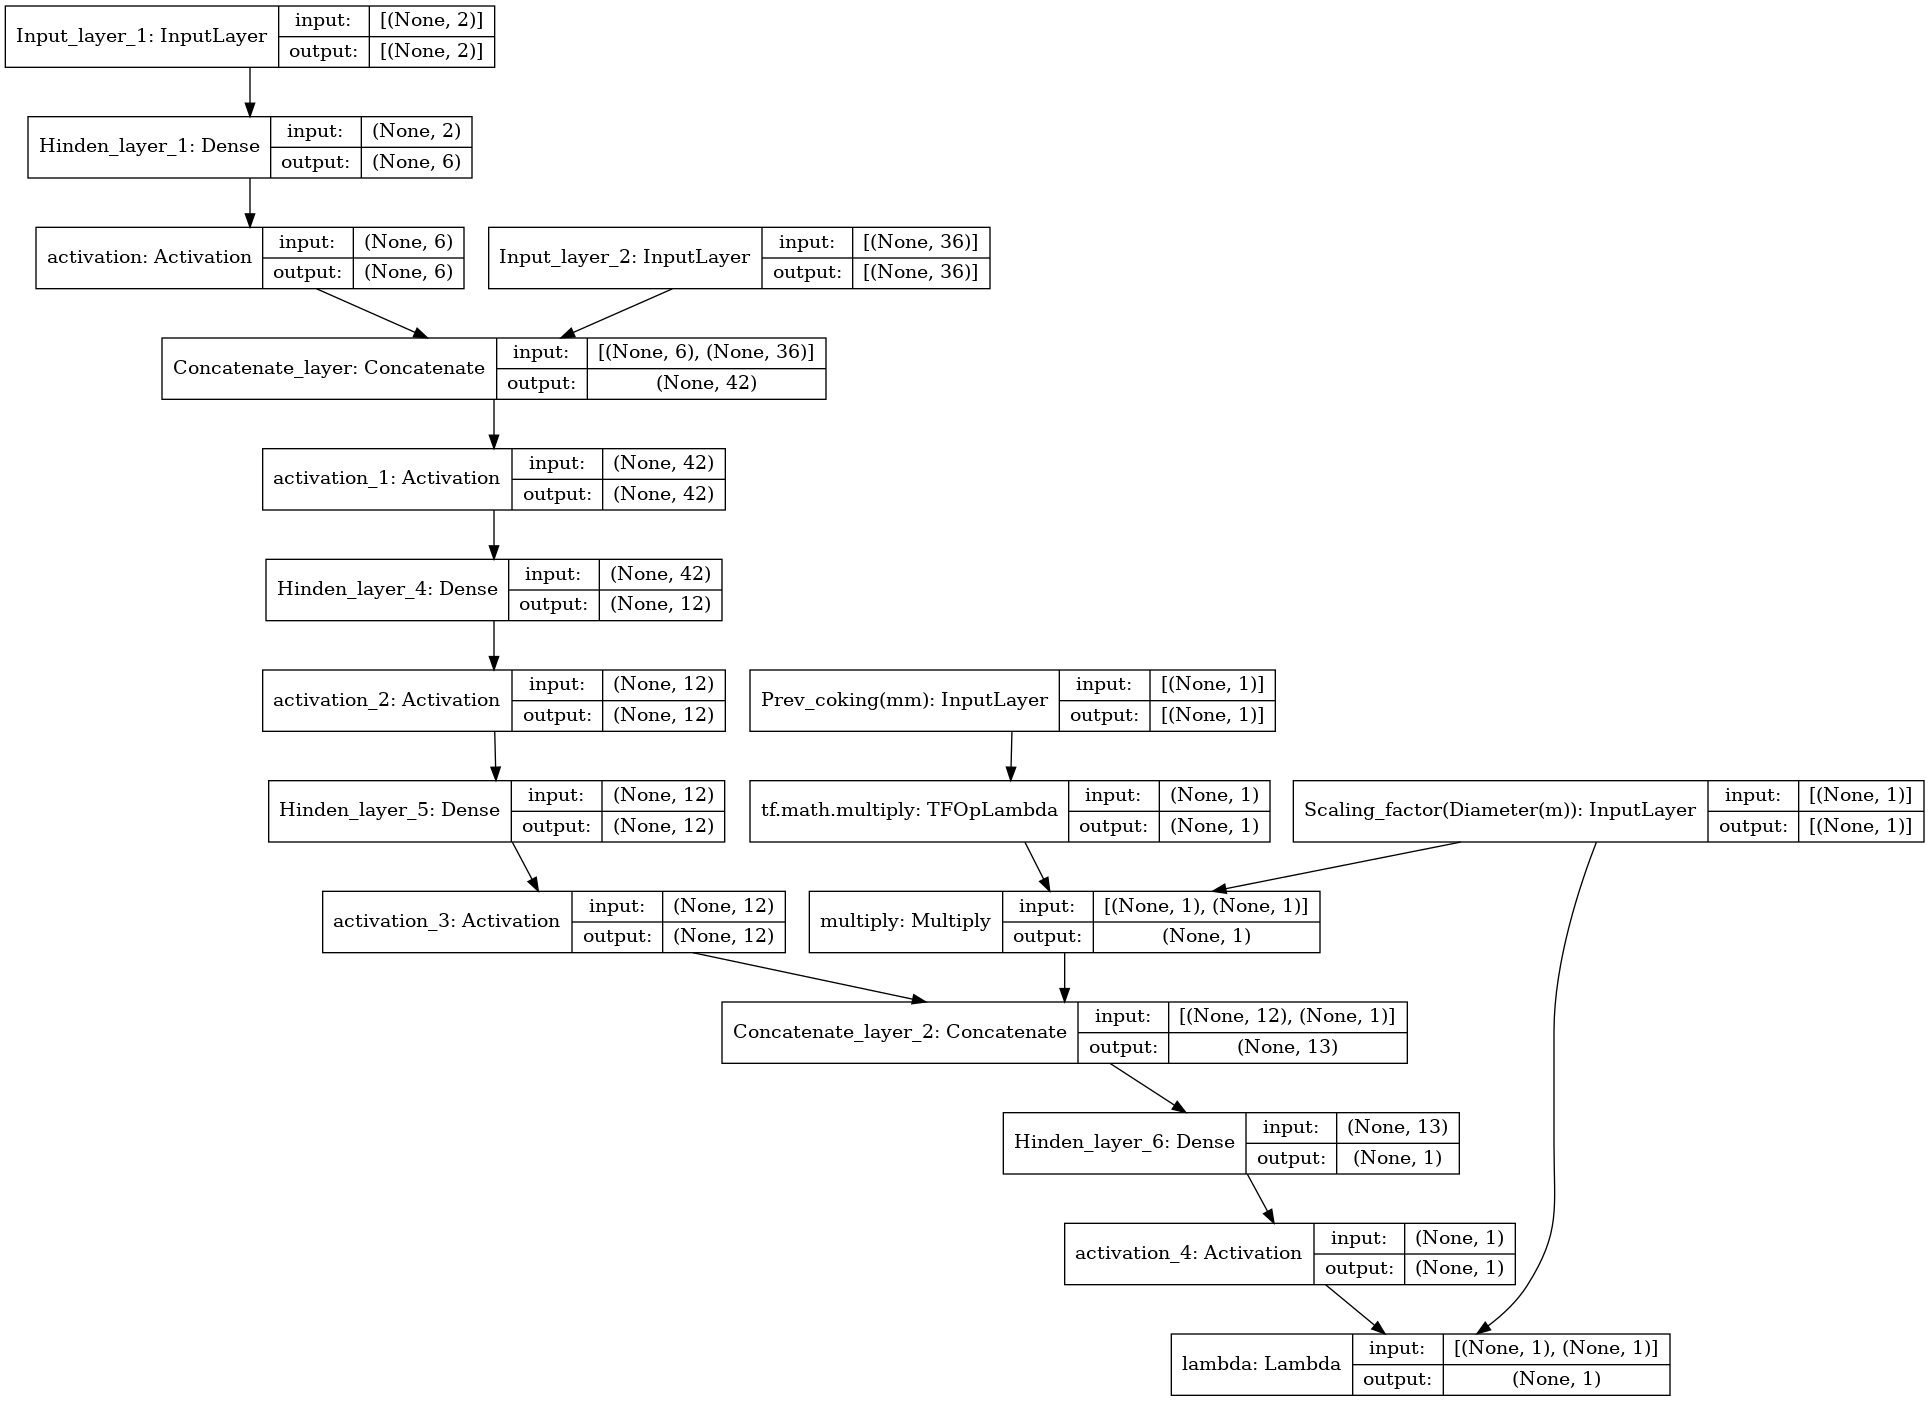 Input_layer_1: InputLayer
input: [(None, 2)]
output: [(None, 2)]
Hinden_layer_1: Dense
input: (None, 2)
output: (None, 6)
activation: Activation
input: (None, 6)
output: (None, 6)
Input_layer_2: InputLayer
input: [(None, 36)]
output: [(None, 36)]
Concatenate_layer: Concatenate
input: [(None, 6), (None, 36)]
output: (None, 42)
activation_1: Activation
input: (None, 42)
output: (None, 42)
Hinden_layer_4: Dense
input: (None, 42)
output: (None, 12)
activation_2: Activation
input: (None, 12)
output: (None, 12)
Prev_coking(mm): InputLayer
input: [(None, 1)]
output: [(None, 1)]
Hinden_layer_5: Dense
input: (None, 12)
output: (None, 12)
tf.math.multiply: TFOpLambda
input: (None, 1)
output: (None, 1)
Scaling_factor(Diameter(m)): InputLayer
input: [(None, 1)]
output: [(None, 1)]
activation_3: Activation
input: (None, 12)
output: (None, 12)
multiply: Multiply
input: [(None, 1), (None, 1)]
output: (None, 1)
Concatenate_layer_2: Concatenate
input: [(None, 12), (None, 1)]
output: (None, 13)
Hinden_layer_6: Dense
input: (None, 13)
output: (None, 1)
activation_4: Activation
input: (None, 1)
output: (None, 1)
lambda: Lambda
input: [(None, 1), (None, 1)]
output: (None, 1)